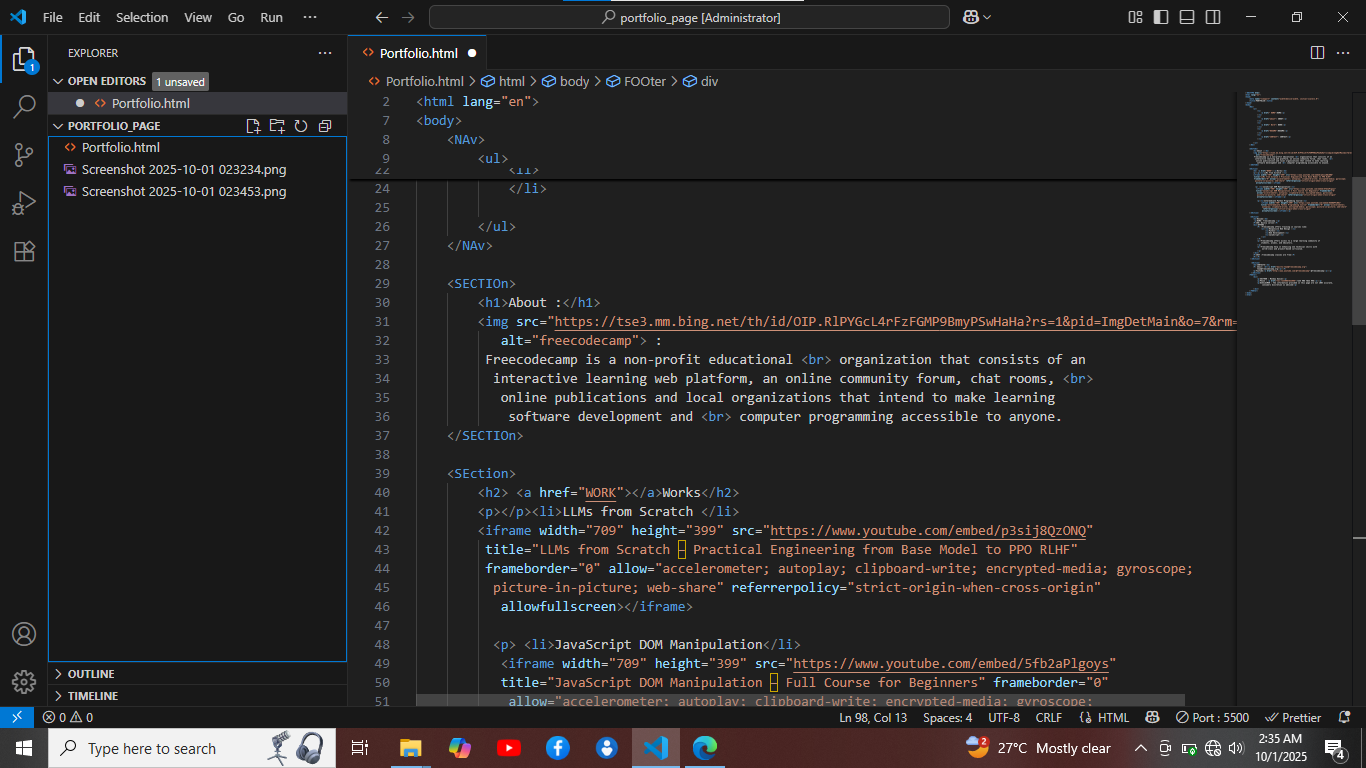 File Edit Selection View Go Run ··· portfolio_page [Administrator]
EXPLORER ···
OPEN EDITORS 1 unsaved
Portfolio.html
PORTFOLIO_PAGE
Portfolio.html
Screenshot 2025-10-01 023234.png
Screenshot 2025-10-01 023453.png
OUTLINE
TIMELINE
1
Portfolio.html ●
Portfolio.html > html > body > FOOter > div
2 <html lang="en">
7 <body>
8 <NAv>
9 <ul>
22 <li>
24 </li>
25
26 </ul>
27 </NAv>
28
29 <SECTIOn>
30 <h1>About :</h1>
31 <img src="https://tse3.mm.bing.net/th/id/OIP.RlPYGcL4rFzFGMP9BmyPSwHaHa?rs=1&pid=ImgDetMain&o=7&rm=
32 alt="freecodecamp"> :
33 Freecodecamp is a non-profit educational <br> organization that consists of an
34 interactive learning web platform, an online community forum, chat rooms, <br>
35 online publications and local organizations that intend to make learning
36 software development and <br> computer programming accessible to anyone.
37 </SECTIOn>
38
39 <SEction>
40 <h2> <a href="WORK"></a>Works</h2>
41 <p></p><li>LLMs from Scratch </li>
42 <iframe width="709" height="399" src="https://www.youtube.com/embed/p3sij8QzONQ"
43 title="LLMs from Scratch – Practical Engineering from Base Model to PPO RLHF"
44 frameborder="0" allow="accelerometer; autoplay; clipboard-write; encrypted-media; gyroscope;
45 picture-in-picture; web-share" referrerpolicy="strict-origin-when-cross-origin"
46 allowfullscreen></iframe>
47
48 <p> <li>JavaScript DOM Manipulation</li>
49 <iframe width="709" height="399" src="https://www.youtube.com/embed/5fb2aPlgoys"
50 title="JavaScript DOM Manipulation – Full Course for Beginners" frameborder="0"
51 allow="accelerometer; autoplay; clipboard-write; encrypted-media; gyroscope;
0 0 Ln 98, Col 13 Spaces: 4 UTF-8 CRLF HTML Port : 5500 Prettier
Type here to search 27°C Mostly clear 2:35 AM
10/1/2025 4